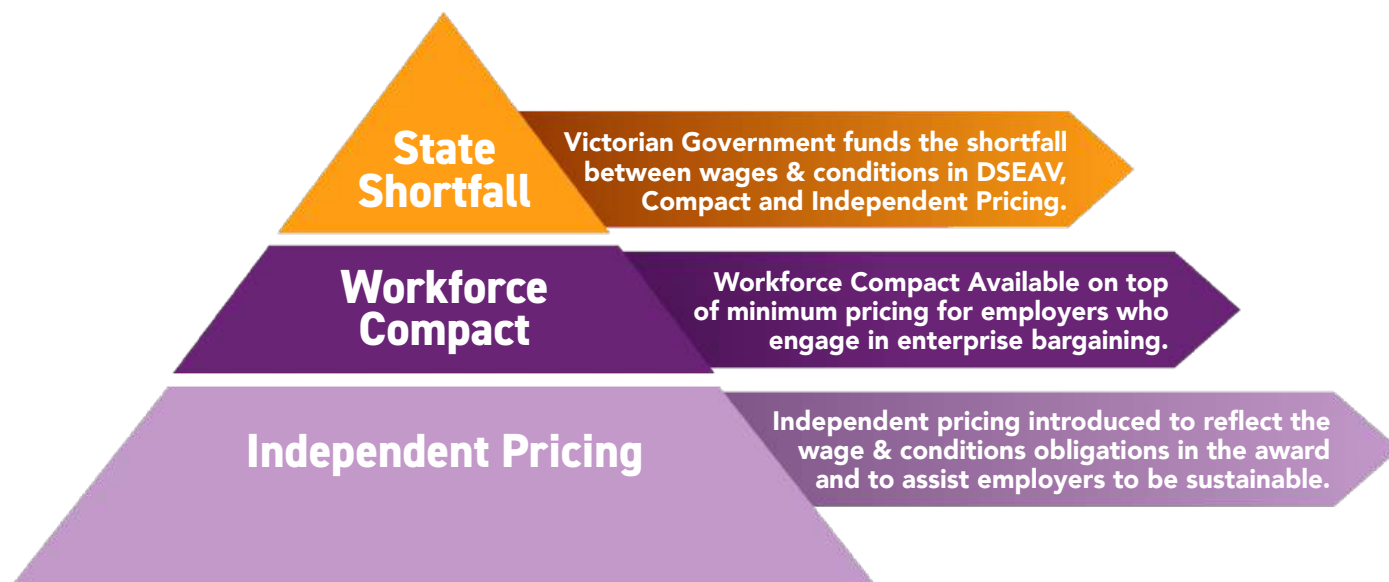 State
Shortfall
Victorian Government funds the shortfall
between wages & conditions in DSEAV,
Compact and Independent Pricing.
Workforce
Compact
Workforce Compact Available on top
of minimum pricing for employers who
engage in enterprise bargaining.
Independent Pricing
Independent pricing introduced to reflect the
wage & conditions obligations in the award
and to assist employers to be sustainable.